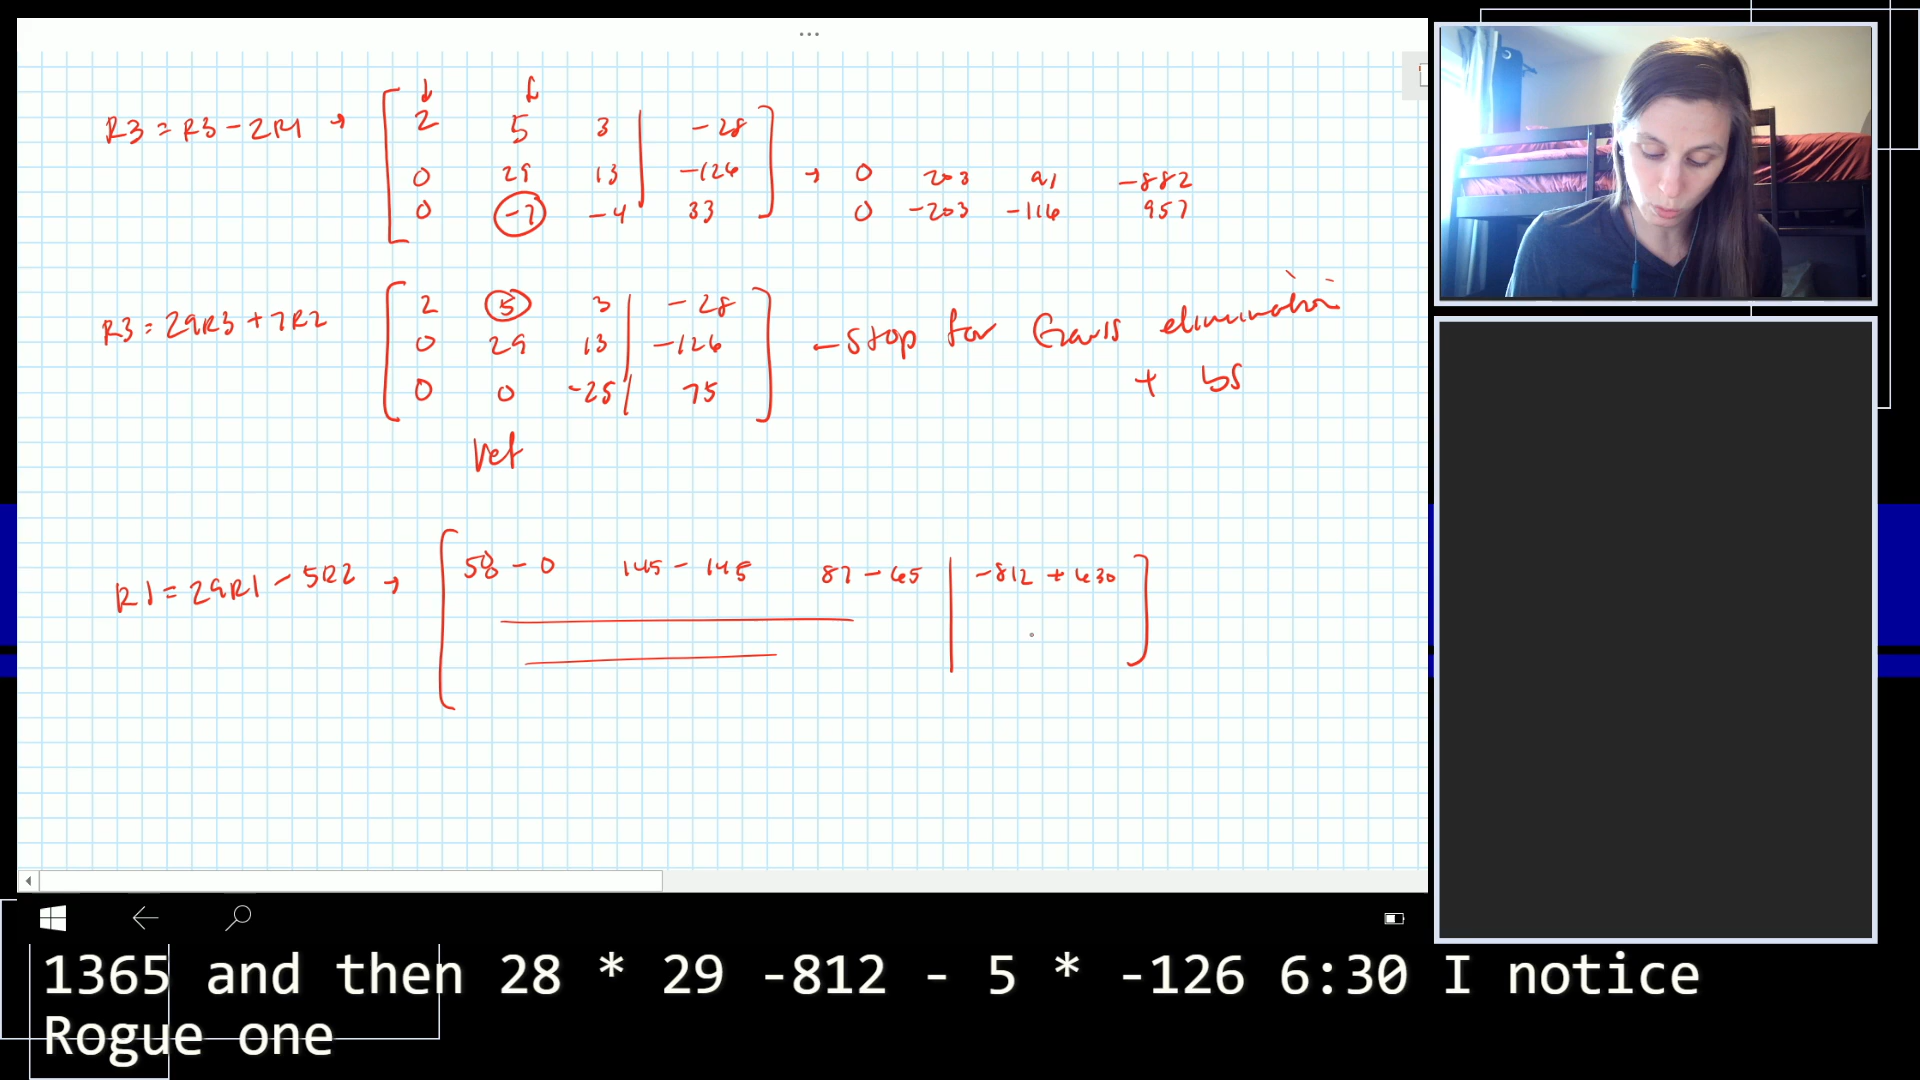 R3 = R3 - 2R1 → [ 2 5 3 | -28 ]
0 29 13 | -126 → 0 203 91 -882
0 -7 -4 33 0 -203 -116 957
R3 = 29R3 + 7R2 [ 2 5 3 | -28 ]
0 29 13 | -126 ← Stop for Gauss elimination
0 0 -25 | 75 + bs
ref
R1 = 29R1 - 5R2 → [ 58 - 0 145 - 145 87 - 65 | -812 + 630 ]
1365 and then 28 * 29 -812 - 5 * -126 6:30 I notice
Rogue one